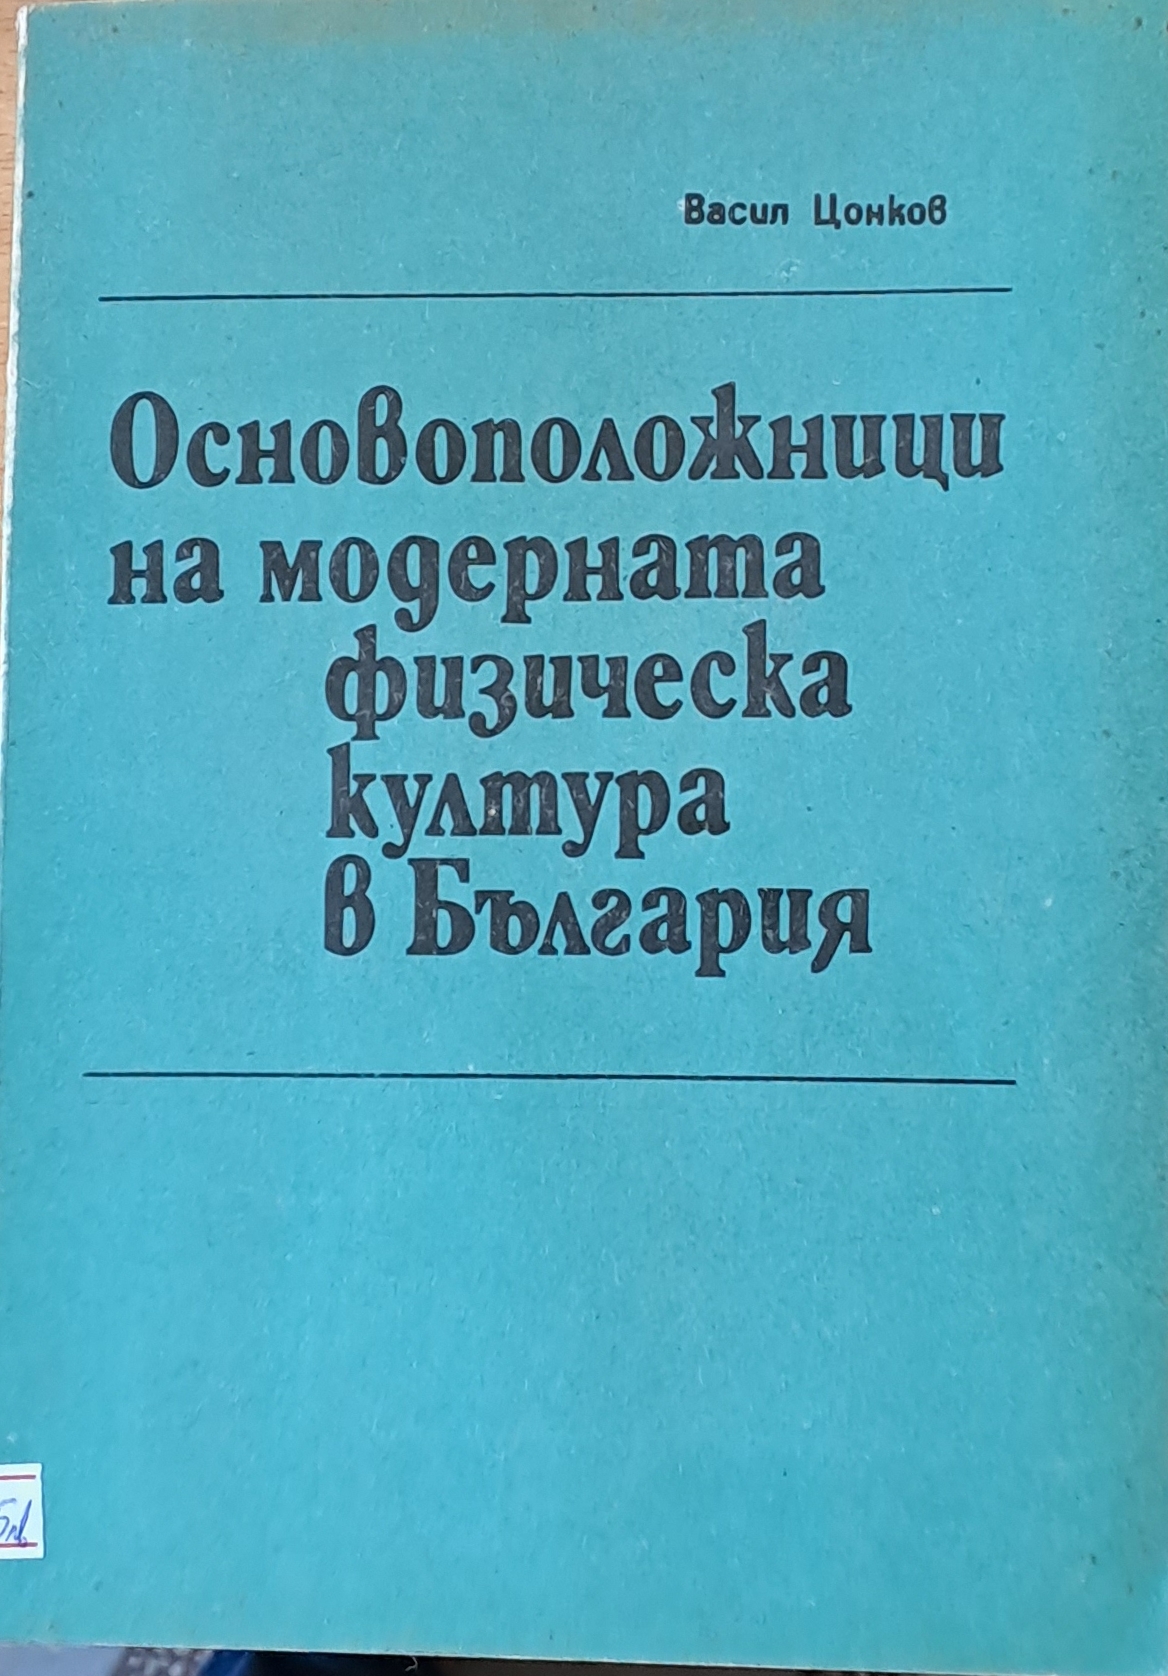 Васил Цонков
Основоположници
на модерната
физическа
култура
в България